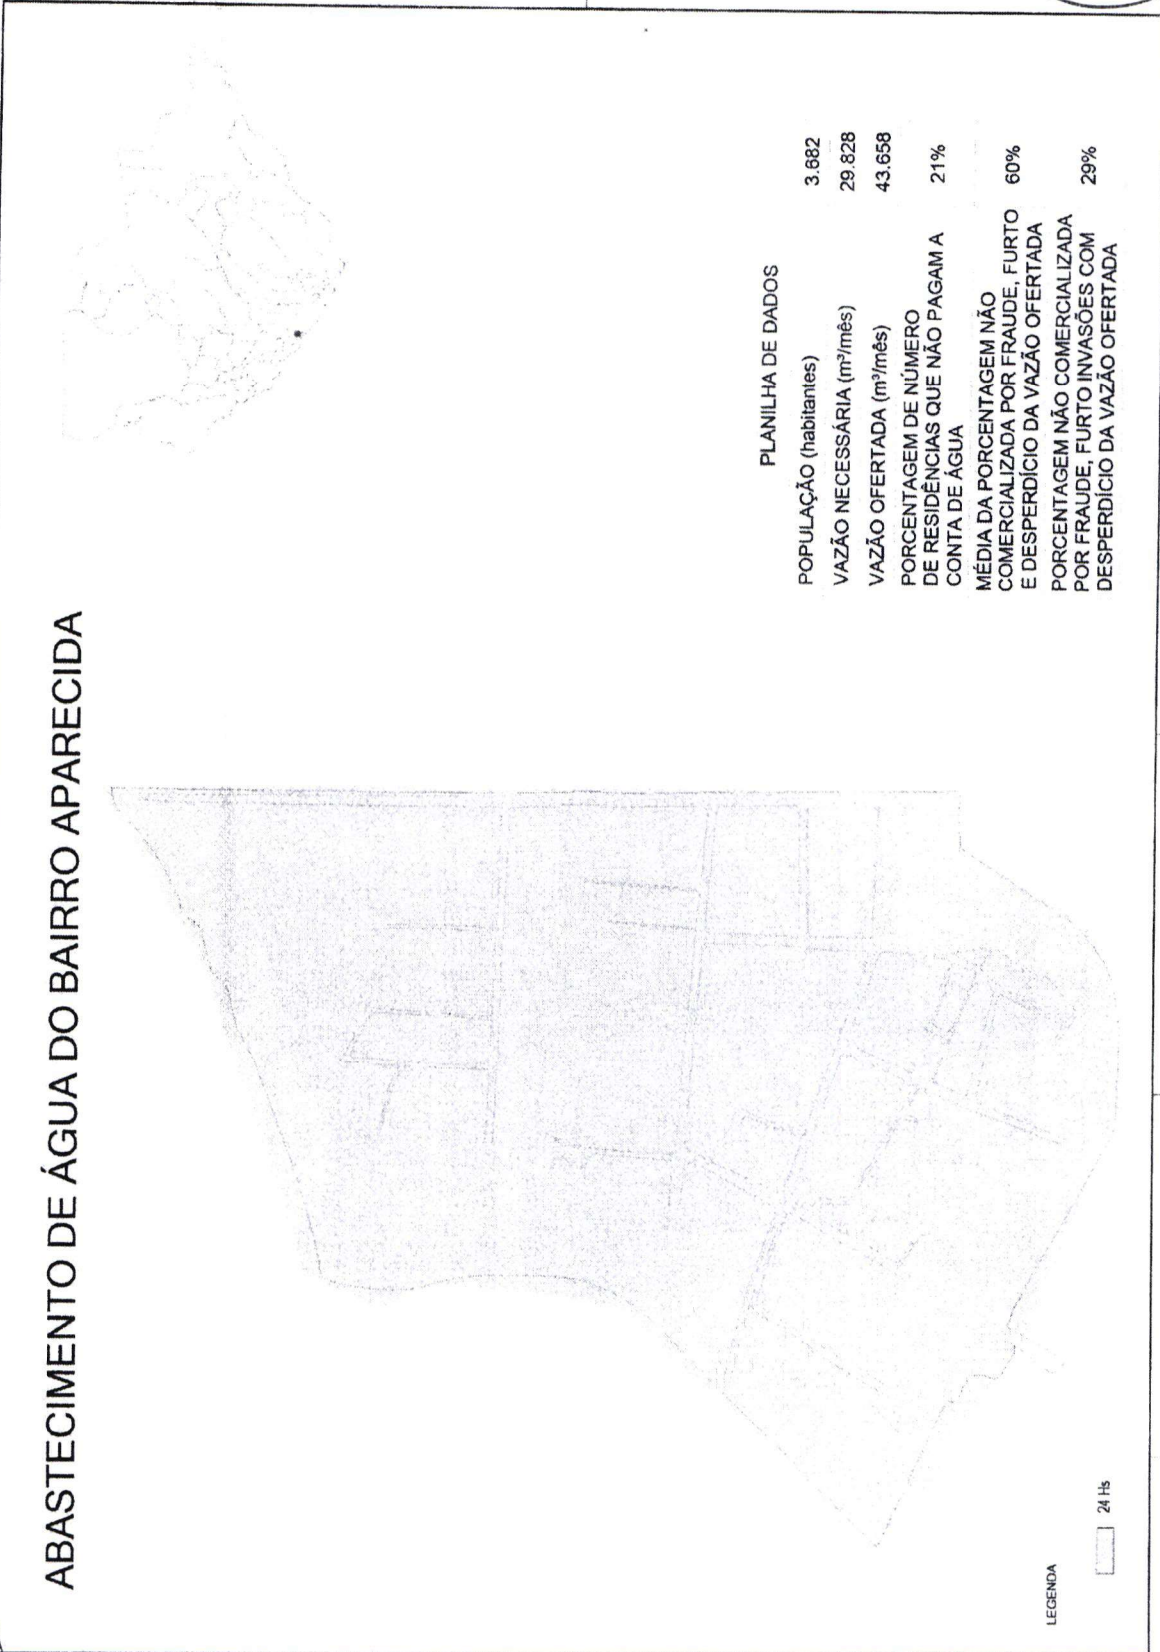 ABASTECIMENTO DE ÁGUA DO BAIRRO APARECIDA
PLANILHA DE DADOS
POPULAÇÃO (habitantes) 3.682
VAZÃO NECESSÁRIA (m³/mês) 29.828
VAZÃO OFERTADA (m³/mês) 43.658
PORCENTAGEM DE NÚMERO
DE RESIDÊNCIAS QUE NÃO PAGAM A 21%
CONTA DE ÁGUA
MÉDIA DA PORCENTAGEM NÃO
COMERCIALIZADA POR FRAUDE, FURTO 60%
E DESPERDÍCIO DA VAZÃO OFERTADA
PORCENTAGEM NÃO COMERCIALIZADA
POR FRAUDE, FURTO INVASÕES COM 29%
DESPERDÍCIO DA VAZÃO OFERTADA
LEGENDA
24 Hs